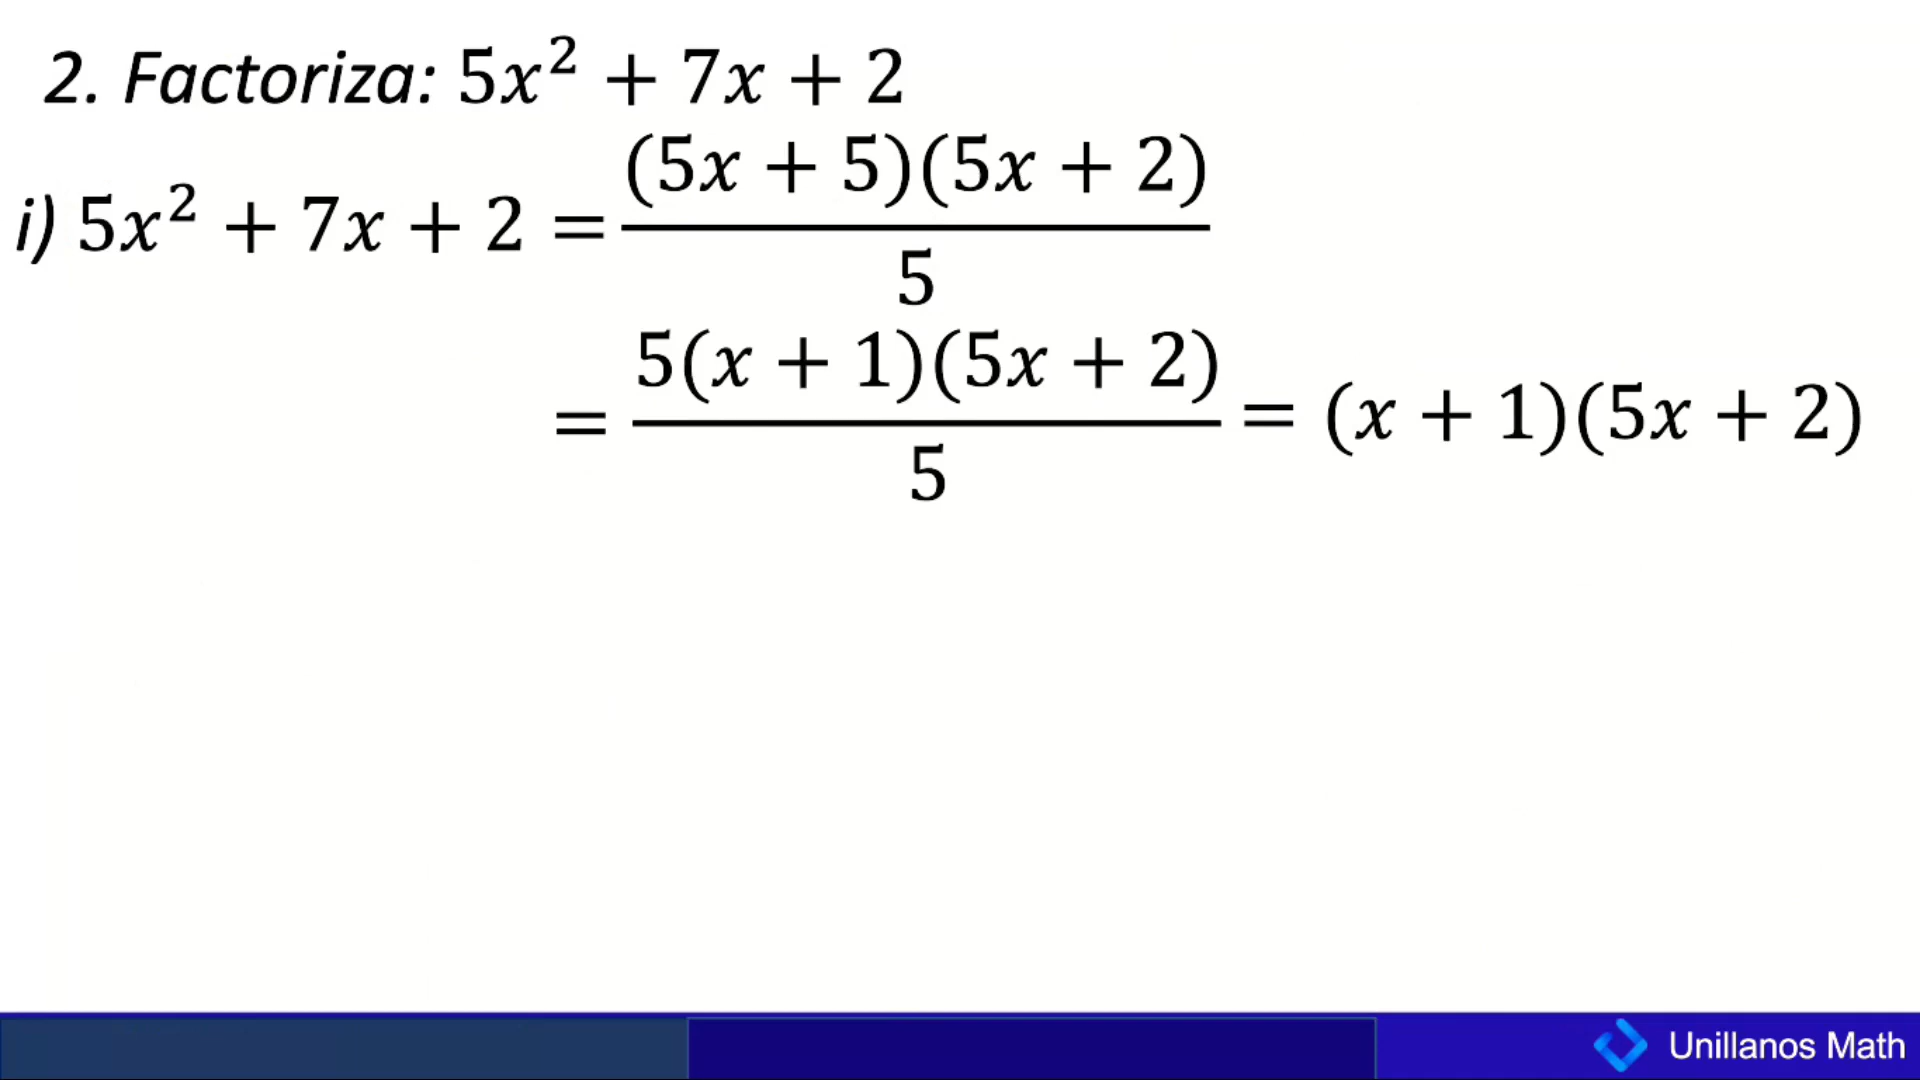 2. Factoriza: 5x² + 7x + 2
i) 5x² + 7x + 2 = (5x + 5)(5x + 2) / 5
= 5(x + 1)(5x + 2) / 5 = (x + 1)(5x + 2)
Unillanos Math